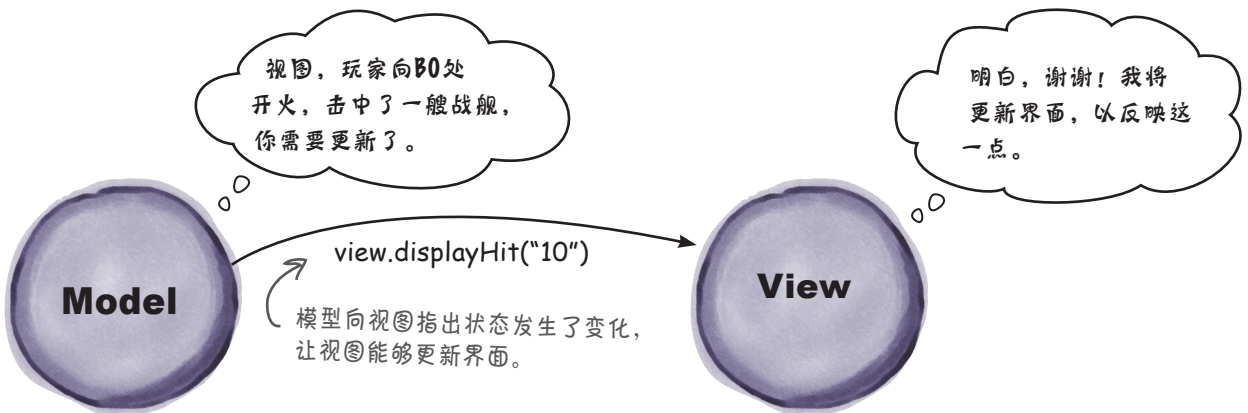 视图，玩家向B0处
开火，击中了一艘战舰，
你需要更新了。
明白，谢谢！我将
更新界面，以反映这
一点。
view.displayHit(“10”)
Model
View
模型向视图指出状态发生了变化，
让视图能够更新界面。